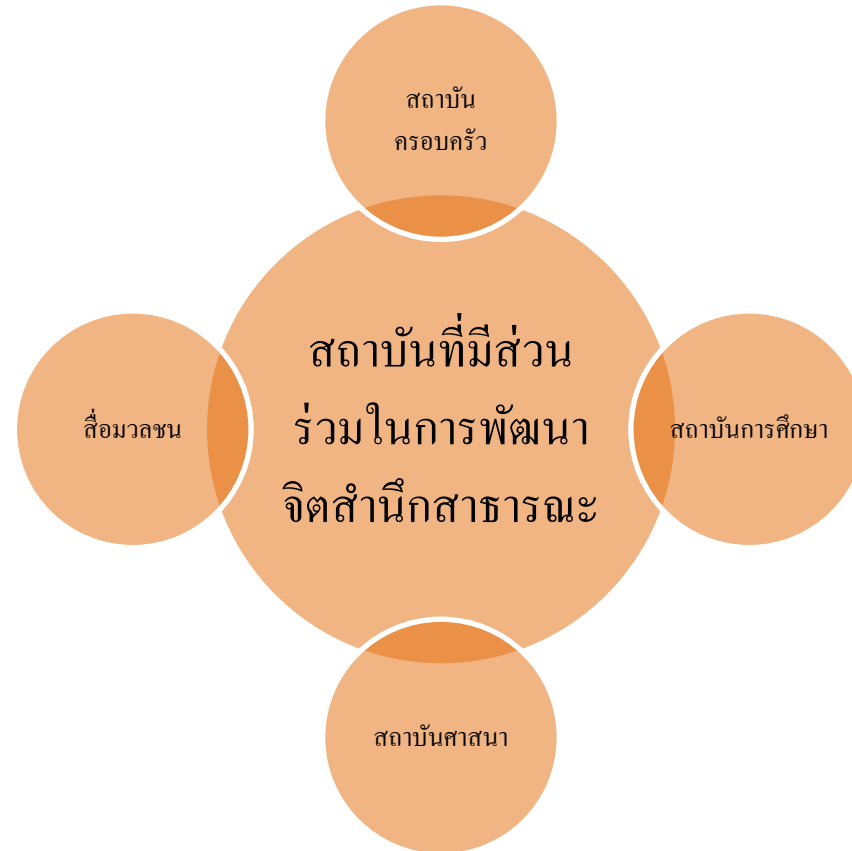 สถาบัน
ครอบครัว
สถาบันที่มีส่วน
ร่วมในการพัฒนา
จิตสำนึกสาธารณะ
สื่อมวลชน
สถาบันการศึกษา
สถาบันศาสนา